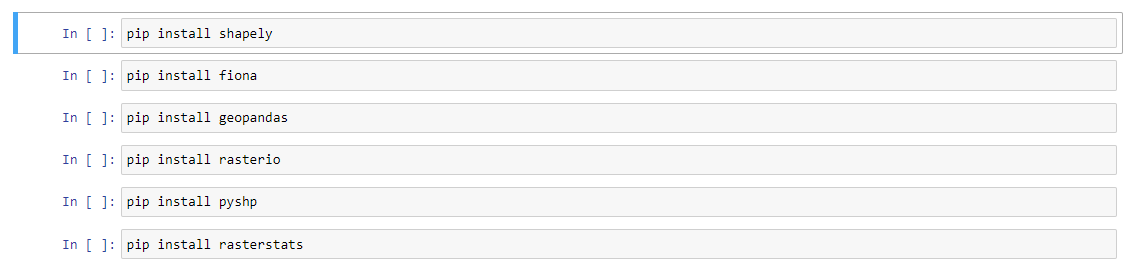 In [ ]: pip install shapely
In [ ]: pip install fiona
In [ ]: pip install geopandas
In [ ]: pip install rasterio
In [ ]: pip install pyshp
In [ ]: pip install rasterstats